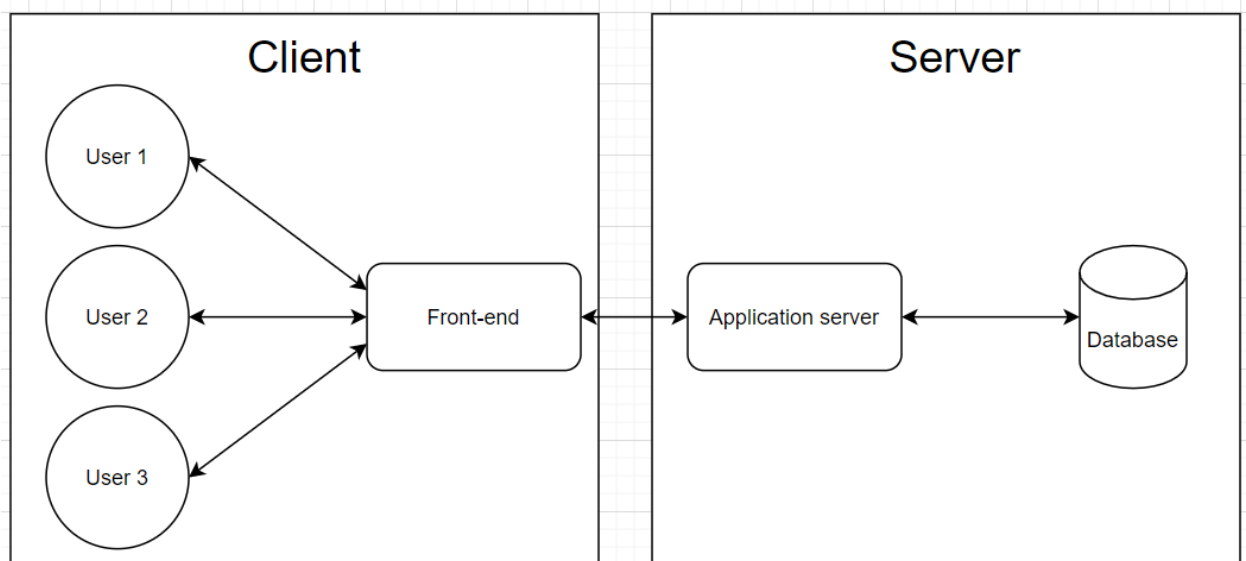 Client
Server
User 1
User 2
Front-end
Application server
Database
User 3